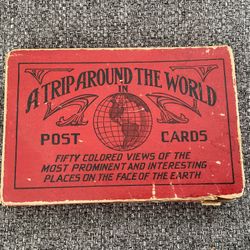 A TRIP AROUND THE WORLD
IN
POST CARDS
FIFTY COLORED VIEWS OF THE
MOST PROMINENT AND INTERESTING
PLACES ON THE FACE OF THE EARTH